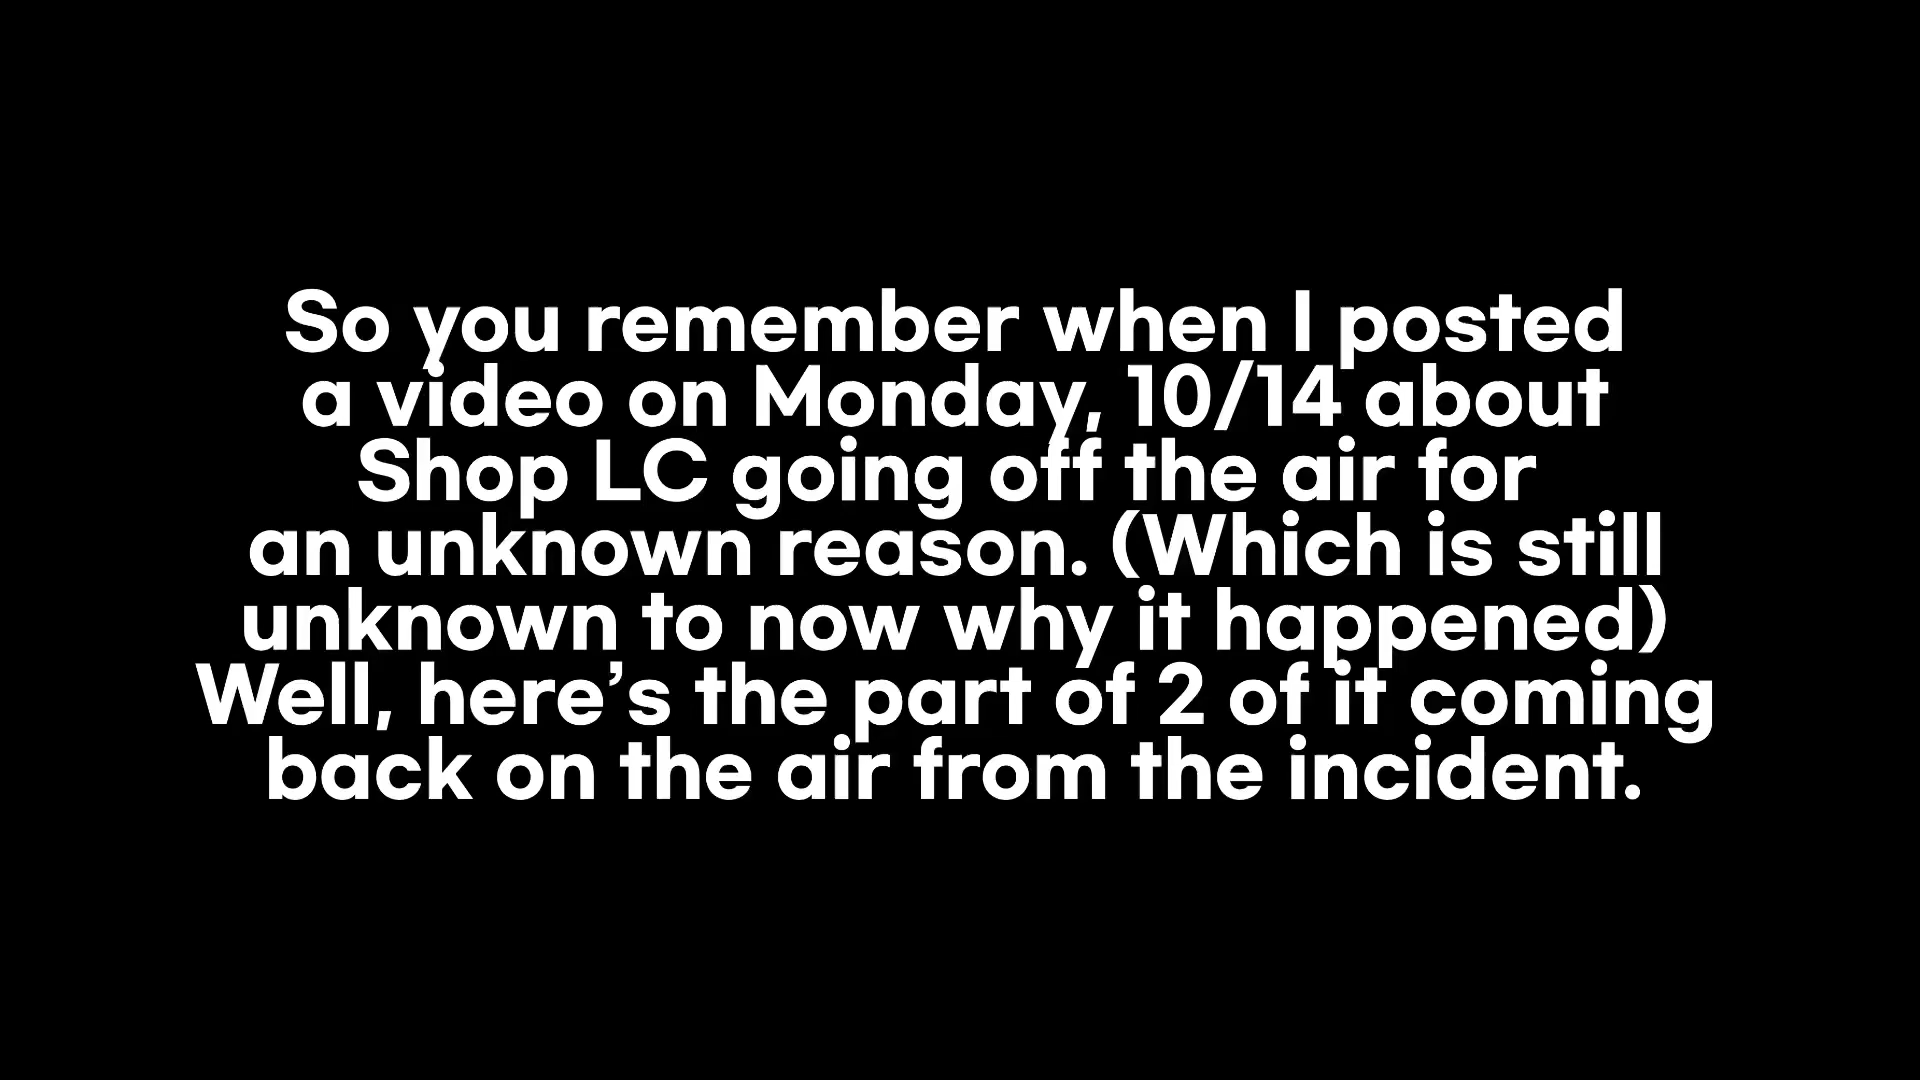 So you remember when I posted
a video on Monday, 10/14 about
Shop LC going off the air for
an unknown reason. (Which is still
unknown to now why it happened)
Well, here’s the part of 2 of it coming
back on the air from the incident.